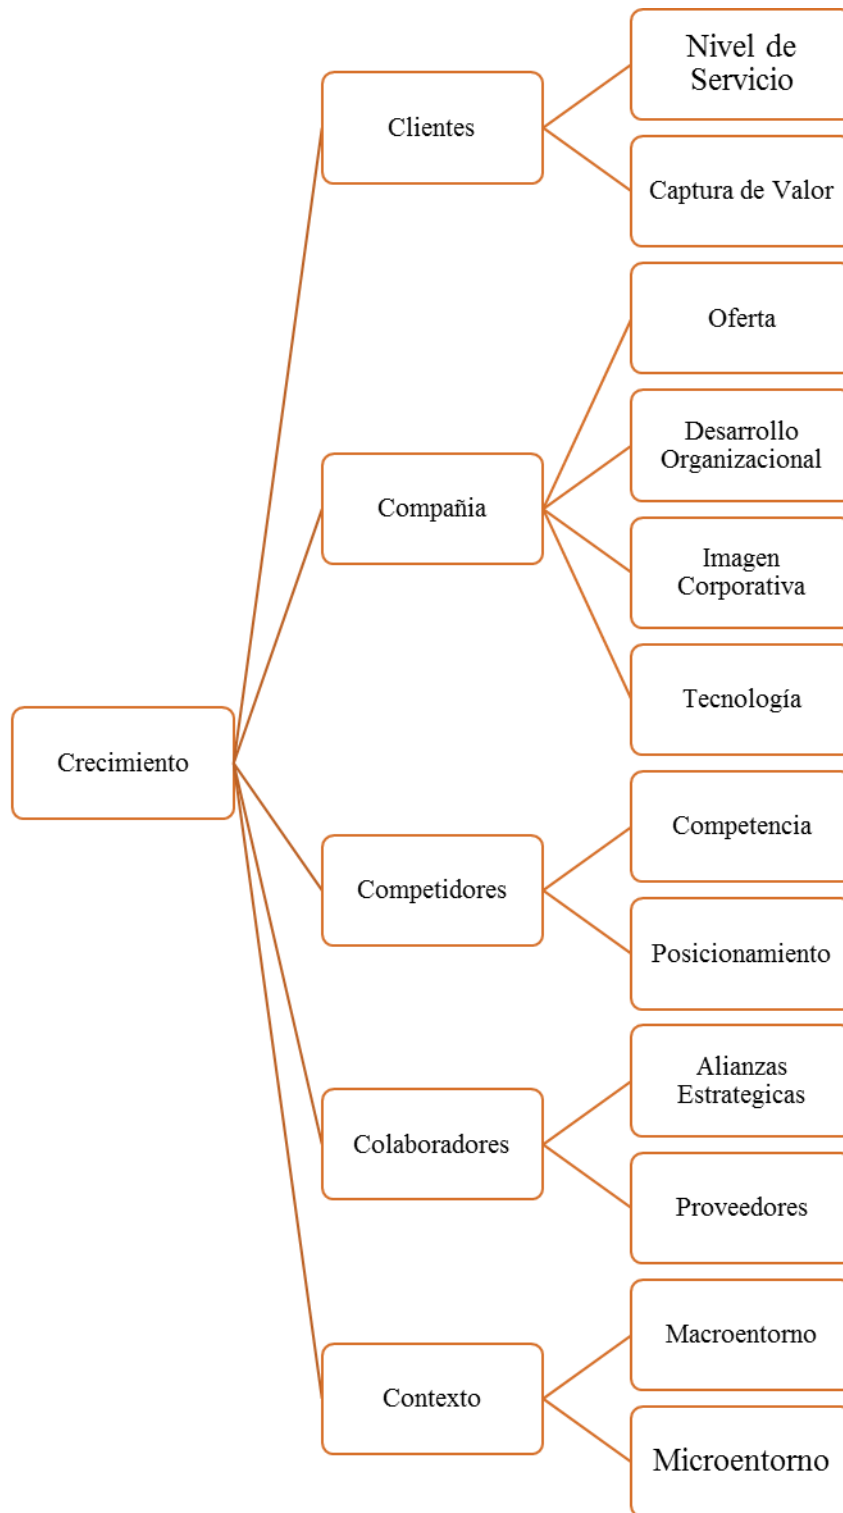 Crecimiento
Clientes
Nivel de
Servicio
Captura de Valor
Compañia
Oferta
Desarrollo
Organizacional
Imagen
Corporativa
Tecnología
Competidores
Competencia
Posicionamiento
Colaboradores
Alianzas
Estrategicas
Proveedores
Contexto
Macroentorno
Microentorno